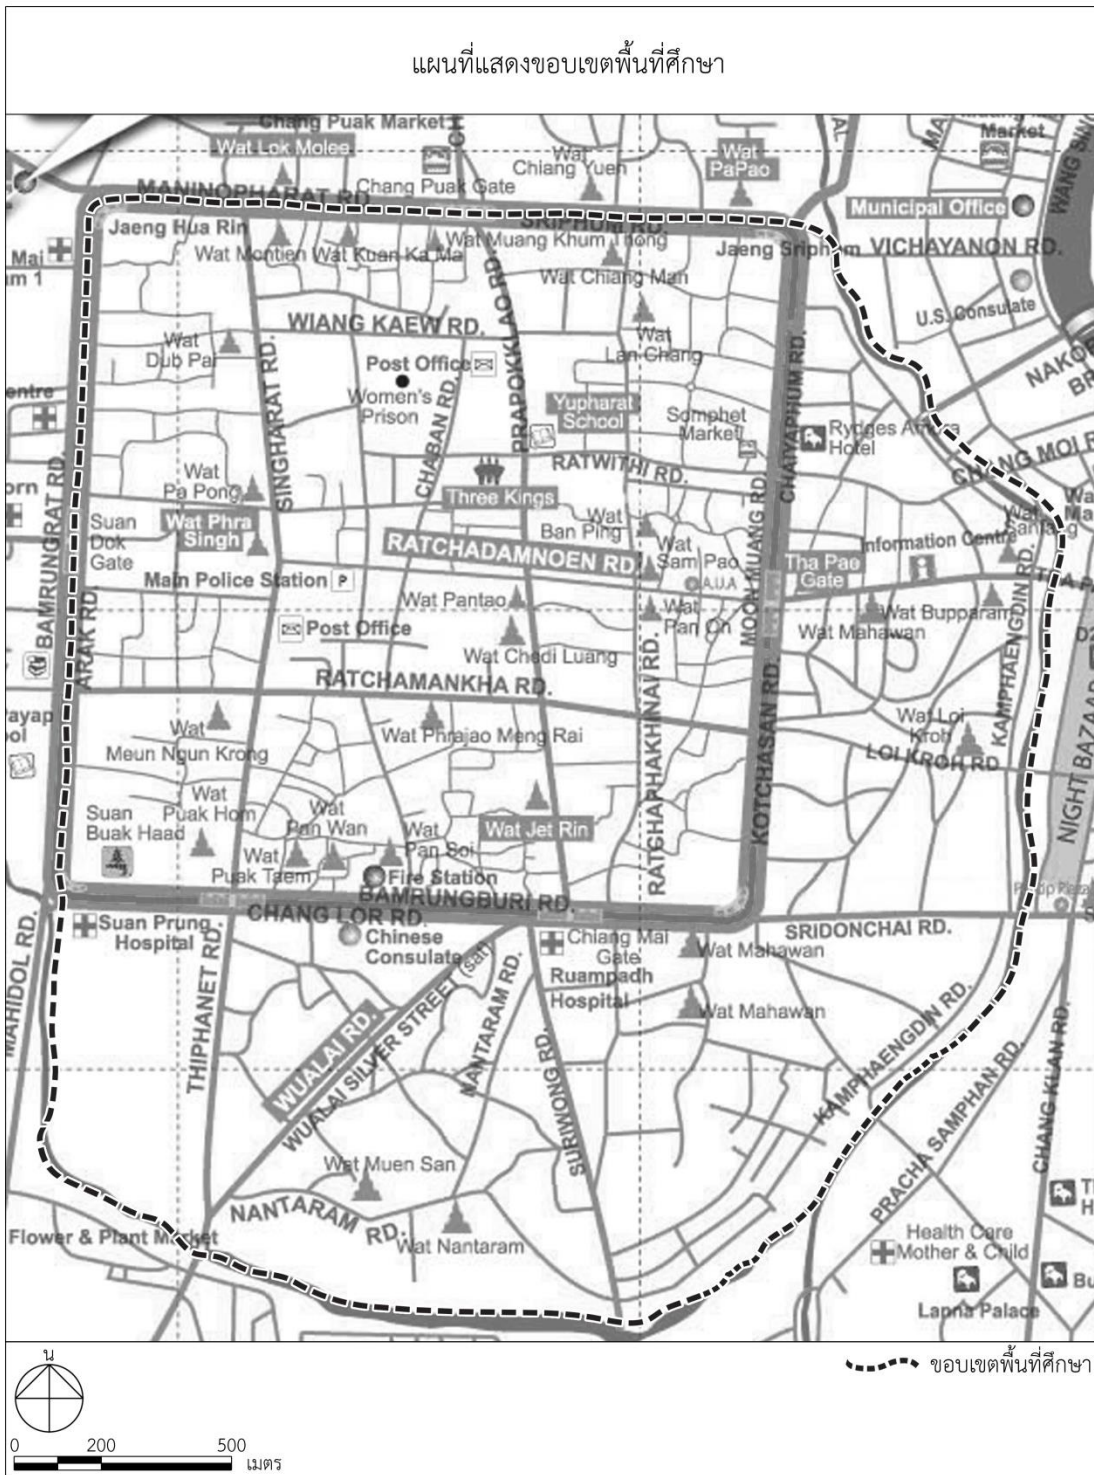 แผนที่แสดงขอบเขตพื้นที่ศึกษา
Chang Puak Market
Wat Lok Molee
Chang Puak Gate
Wat
Chiang Yuen
Wat
PaPao
Market
Municipal Office
MANINOPHARAT RD.
SRIPHUM RD.
Jaeng Hua Rin
Wat Montien
Wat Kuan Ka Ma
Wat Muang Khum Thong
Wat Chiang Man
Jaeng Sriphum
VICHAYANON RD.
U.S. Consulate
WIANG KAEW RD.
Wat
Dub Pai
Wat
Lan Chang
Post Office
Women's
Prison
SINGHARAT RD.
CHABAN RD.
PRAPOKKLAO RD.
Yupharat
School
Somphet
Market
CHAIYAPHUM RD.
Hotel
CHANG MOI R
RATWITHI RD.
Wat
Pa Pong
Three Kings
Wat
Ban Ping
MOON MUANG RD.
BAMRUNGRAT RD.
Suan
Dok
Gate
Wat Phra
Singh
RATCHADAMNOEN RD.
Wat
Sam Pao
A.U.A
Tha Pae
Gate
Information Centre
Main Police Station
P
Wat Pantao
Wat
Pan On
Wat Mahawan
Wat Bupparam
Post Office
ARAK RD.
Wat Chedi Luang
RATCHAMANKHA RD.
RATCHAPHAKHINAI RD.
KOTCHASAN RD.
KAMPHAENGDIN RD.
Wat
Meun Ngun Krong
Wat Phrajao Meng Rai
Wat Loi
Kroh
LOI KROH RD
NIGHT BAZAAR
Suan
Buak Haad
Wat
Puak Hom
Wat
Pan Wan
Wat
Puak Taem
Wat
Pan Soi
Wat Jet Rin
Fire Station
BAMRUNGBURI RD.
CHANG LOR RD.
Suan Prung
Hospital
Chinese
Consulate
Chiang Mai
Gate
Ruampadh
Hospital
Wat Mahawan
SRIDONCHAI RD.
Wat Mahawan
MAHIDOL RD.
THIPHANET RD.
WUALAI RD.
WUALAI SILVER STREET (sat)
NANTARAM RD.
SURIWONG RD.
KAMPHAENGDIN RD.
PRACHA SAMPHAN RD.
CHANG KLAN RD.
Wat Muen San
NANTARAM RD.
Wat Nantaram
Flower & Plant Market
Health Care
Mother & Child
Lanna Palace
น
ขอบเขตพื้นที่ศึกษา
0 200 500
เมตร